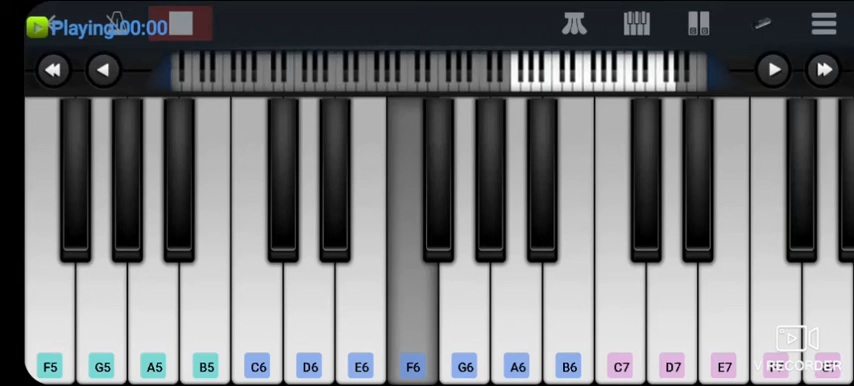 Playing:00:00
F5 G5 A5 B5 C6 D6 E6 F6 G6 A6 B6 C7 D7 E7
V RECORDER